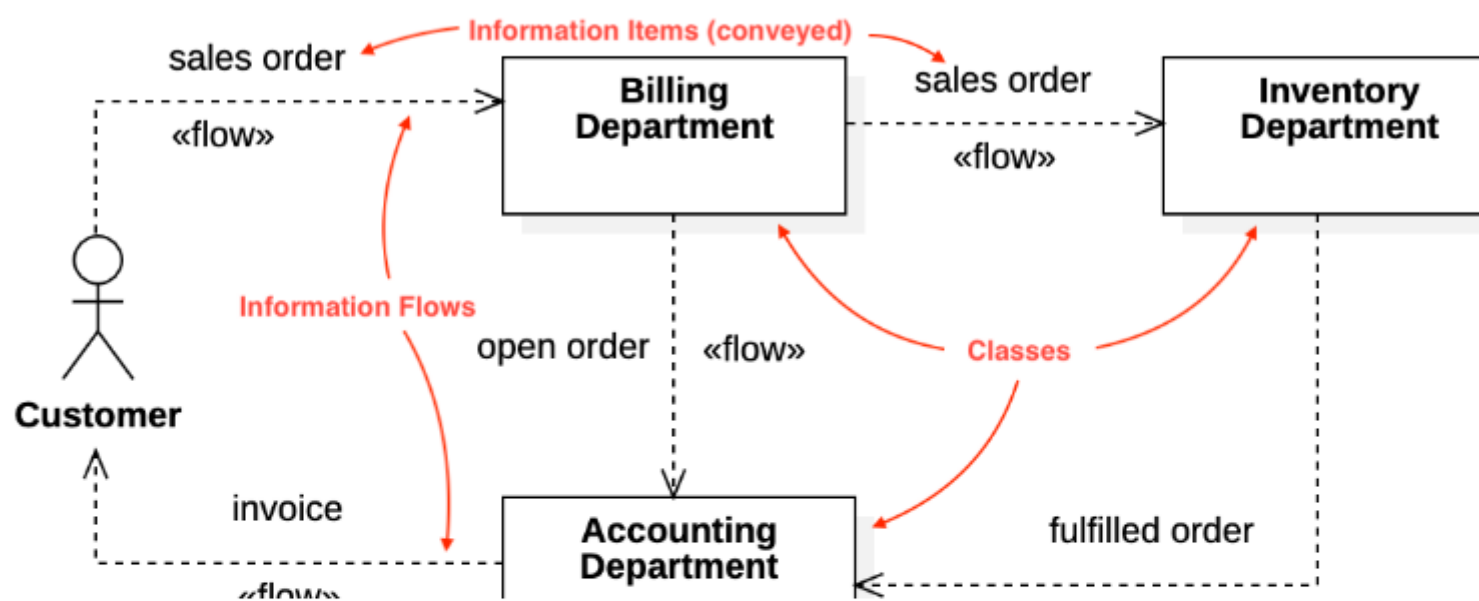 Information Items (conveyed)
sales order
Billing
Department
sales order
Inventory
Department
«flow»
«flow»
Information Flows
open order
«flow»
Classes
Customer
invoice
Accounting
Department
fulfilled order
«flow»